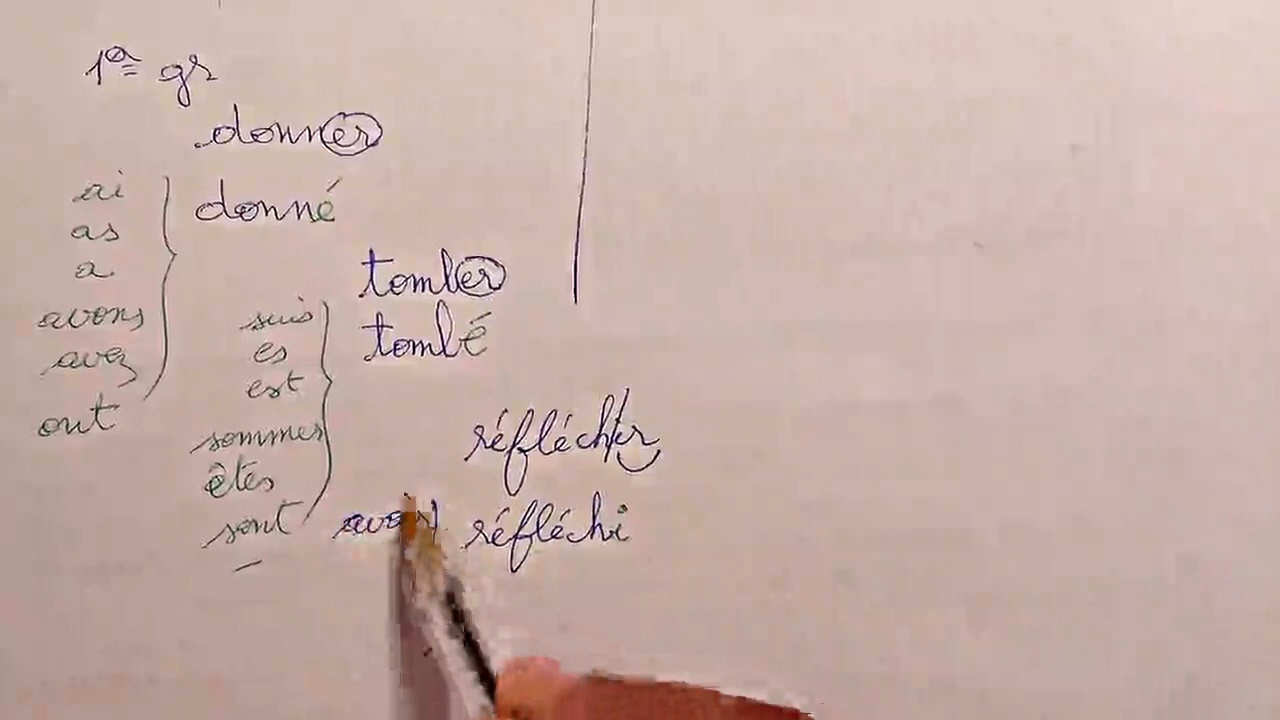 1er gr
donner
ai
donné
as
a
tomber
avons
suis
tombé
avez
es
est
ont
sommes
réfléchir
êtes
sont
réfléchi